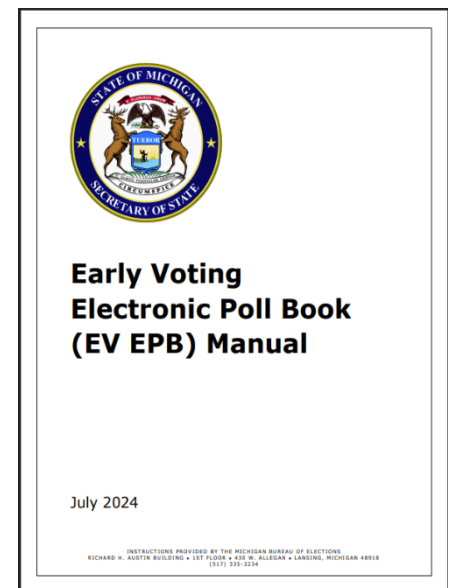 STATE OF MICHIGAN
E PLURIBUS UNUM
TUEBOR
CIRCUMSPICE
SECRETARY OF STATE
Early Voting
Electronic Poll Book
(EV EPB) Manual
July 2024
INSTRUCTIONS PROVIDED BY THE MICHIGAN BUREAU OF ELECTIONS
RICHARD H. AUSTIN BUILDING • 1ST FLOOR • 430 W. ALLEGAN • LANSING, MICHIGAN 48918
(517) 335-3234